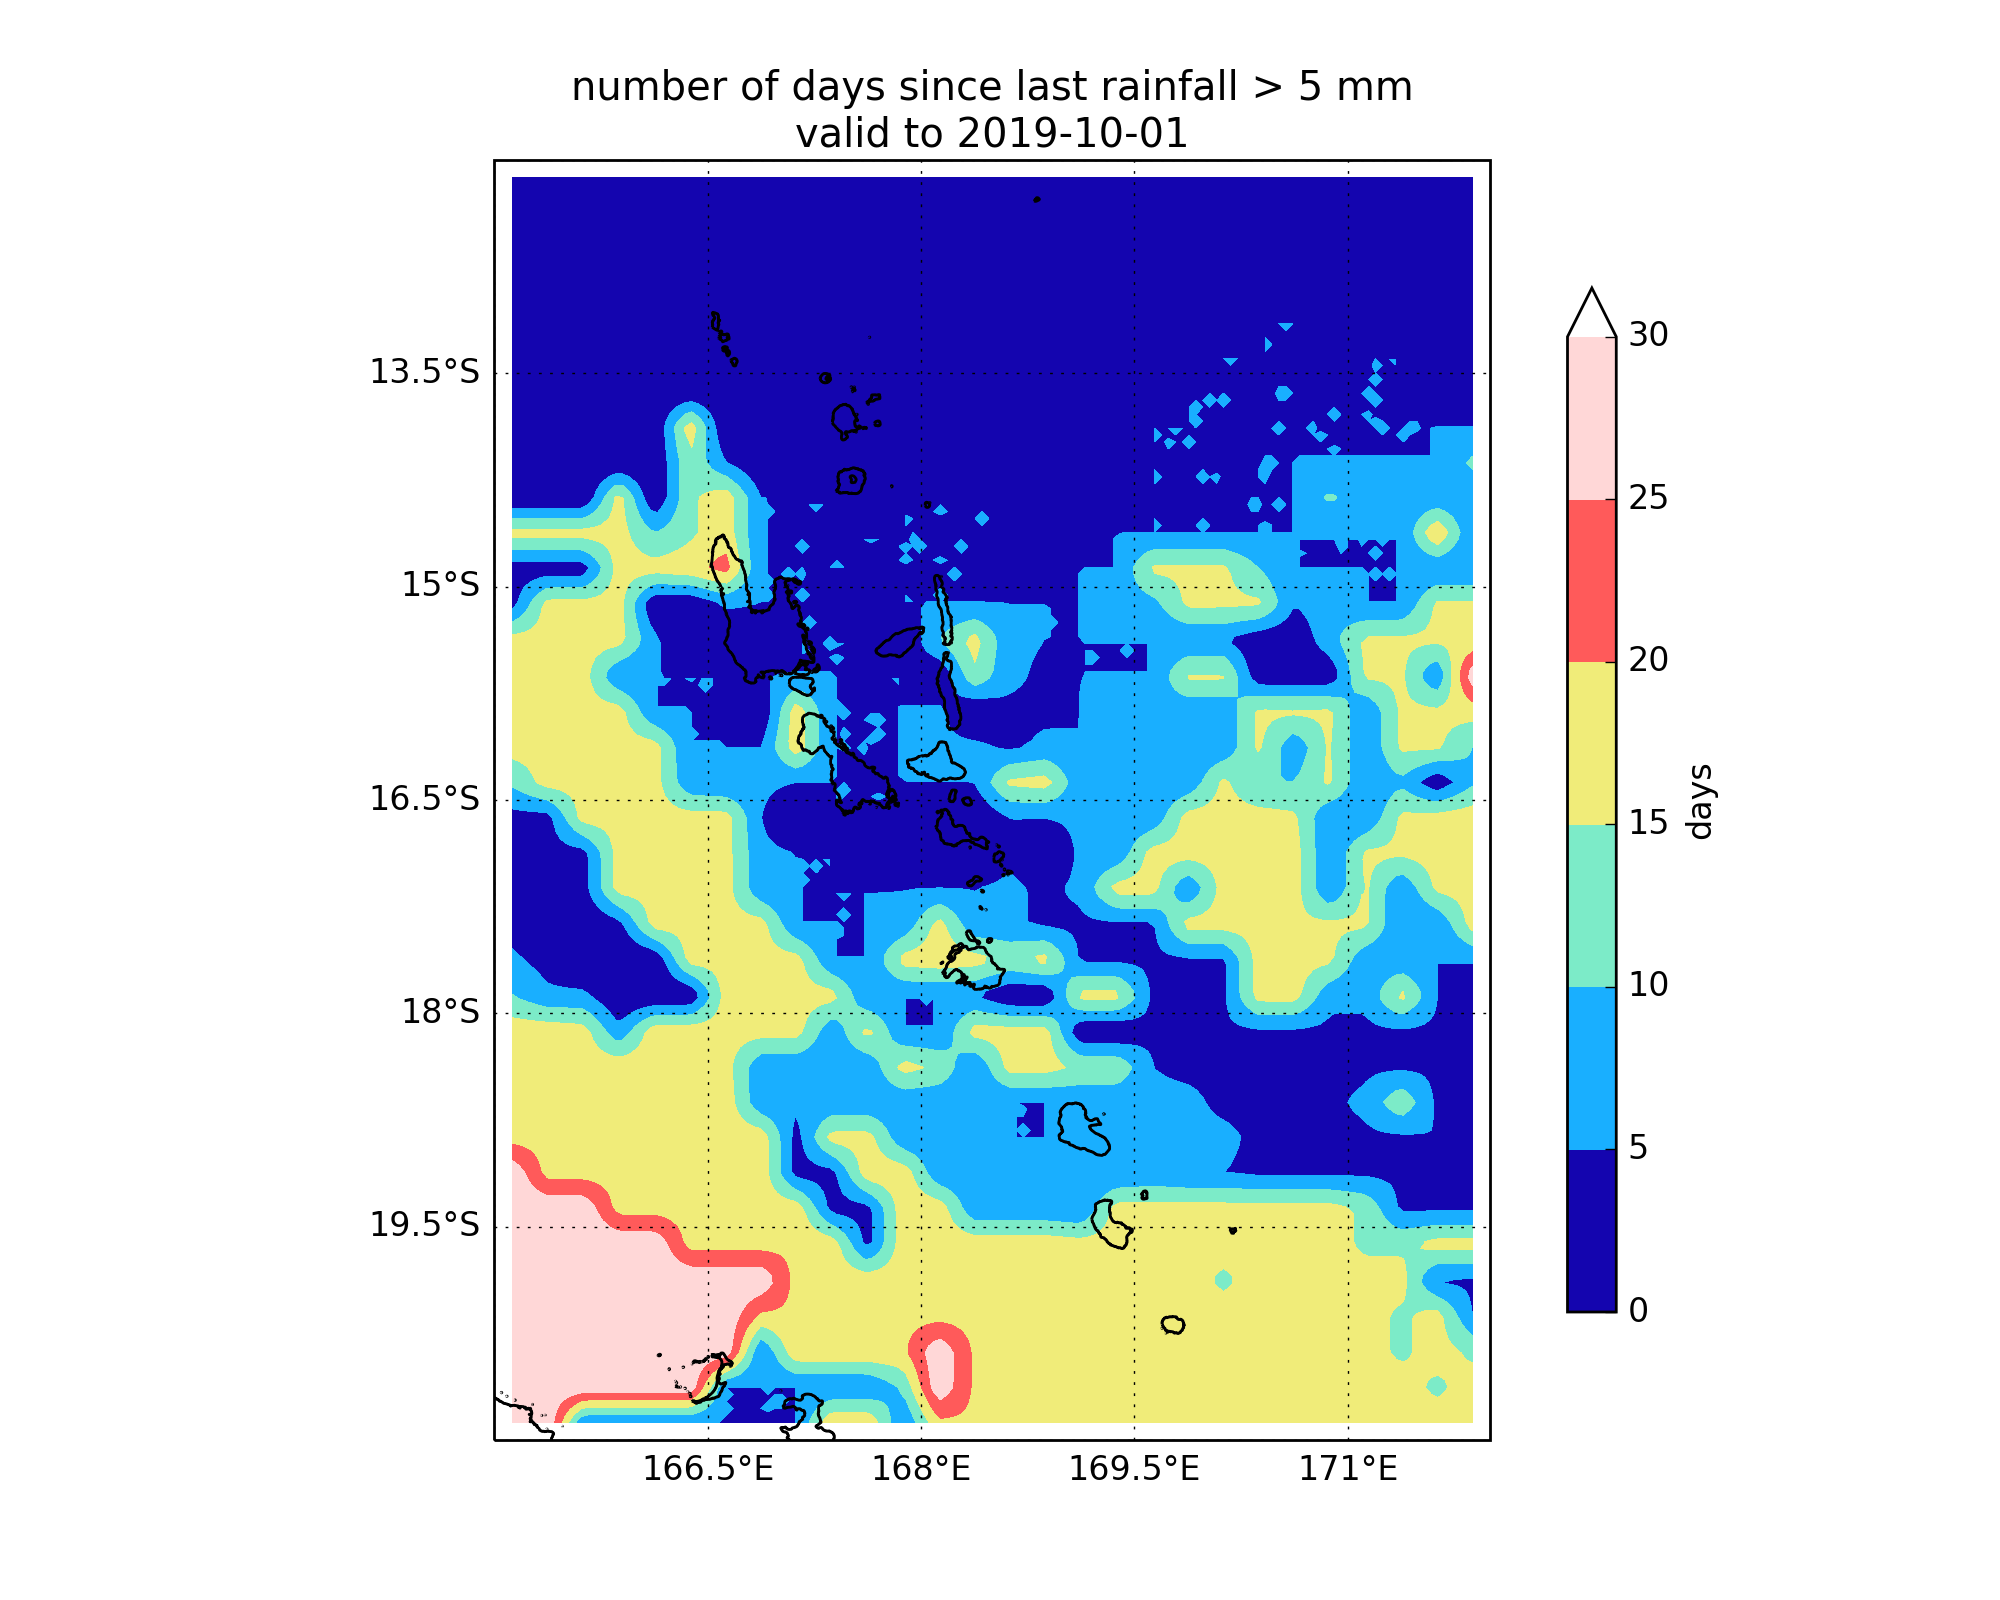 number of days since last rainfall > 5 mm
valid to 2019-10-01
13.5°S
15°S
16.5°S
18°S
19.5°S
166.5°E
168°E
169.5°E
171°E
30
25
20
15
10
5
0
days